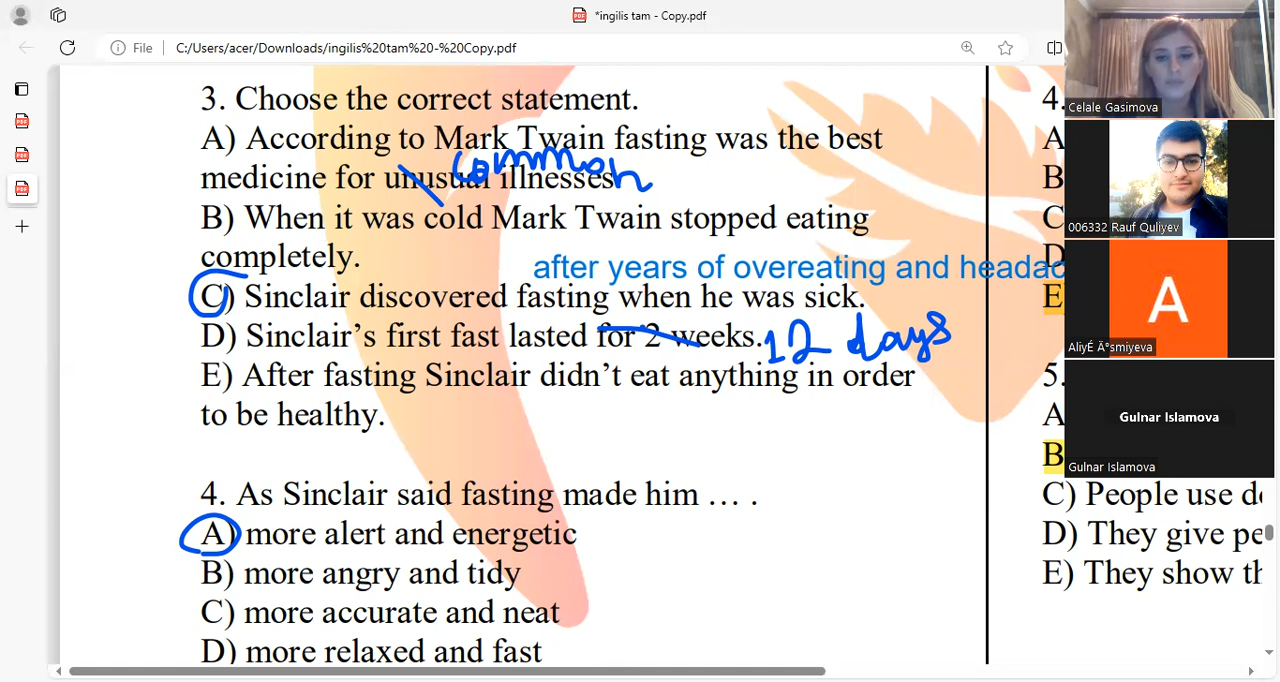 *ingilis tam - Copy.pdf
File
C:/Users/acer/Downloads/ingilis%20tam%20-%20Copy.pdf
3. Choose the correct statement.
A) According to Mark Twain fasting was the best
common
medicine for unusual illnesses
B) When it was cold Mark Twain stopped eating
completely.
after years of overeating and headac
C) Sinclair discovered fasting when he was sick.
D) Sinclair's first fast lasted for 2 weeks. 12 days
E) After fasting Sinclair didn't eat anything in order
to be healthy.
4. As Sinclair said fasting made him … .
A) more alert and energetic
B) more angry and tidy
C) more accurate and neat
D) more relaxed and fast
4.
A
B
C
D
E
5.
A
B
C) People use de
D) They give pe
E) They show th
Celale Gasimova
006332 Rauf Quliyev
A
AliyÉ Ä°smiyeva
Gulnar Islamova
Gulnar Islamova